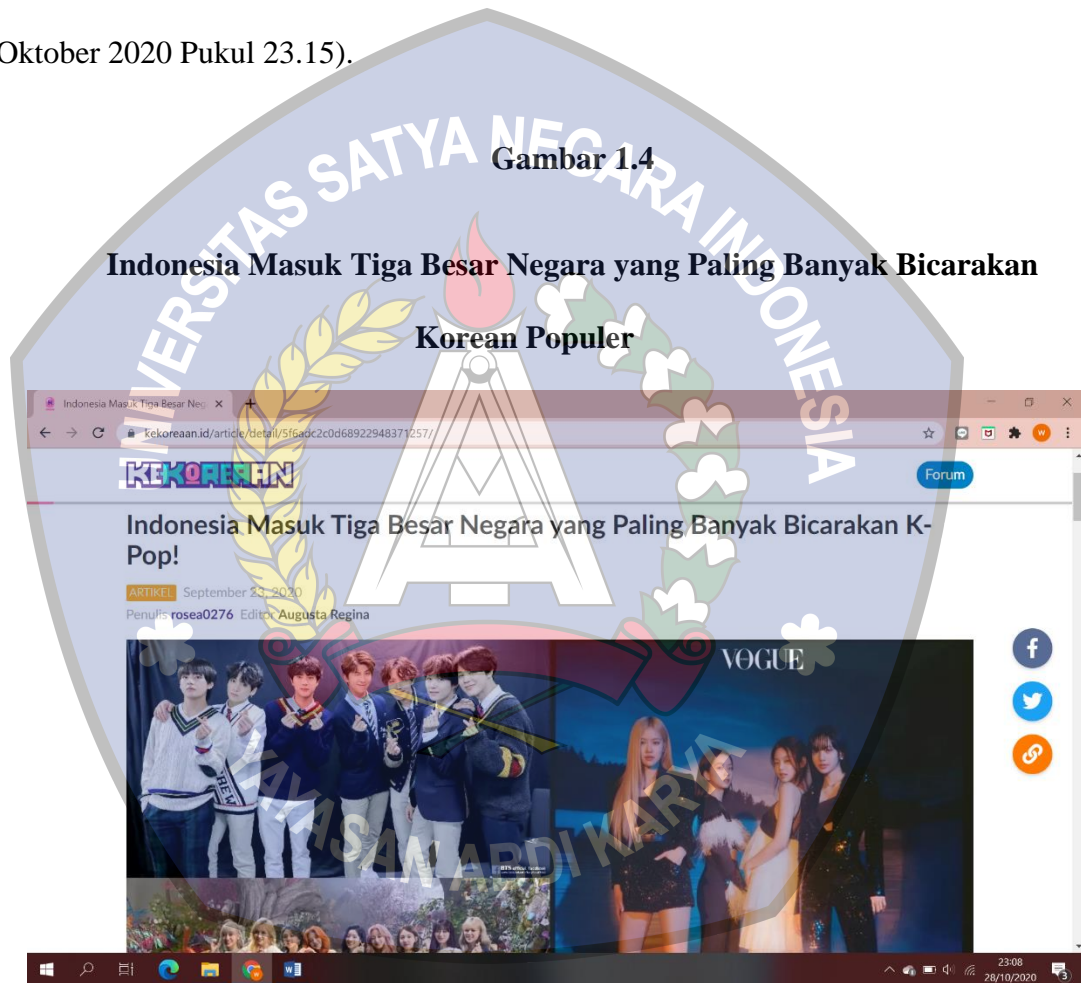 Oktober 2020 Pukul 23.15).
UNIVERSITAS SATYA NEGARA INDONESIA
Gambar 1.4
Indonesia Masuk Tiga Besar Negara yang Paling Banyak Bicarakan
Korean Populer
Indonesia Masuk Tiga Besar Neg
kekoreaan.id/article/detail/5f6adc2c0d68922948371257/
KEKOREAAN
Forum
Indonesia Masuk Tiga Besar Negara yang Paling Banyak Bicarakan K-
Pop!
ARTIKEL September 23, 2020
Penulis rosea0276 Editor Augusta Regina
VOGUE
YAYASAN ABDI KARYA
23:08
28/10/2020
3